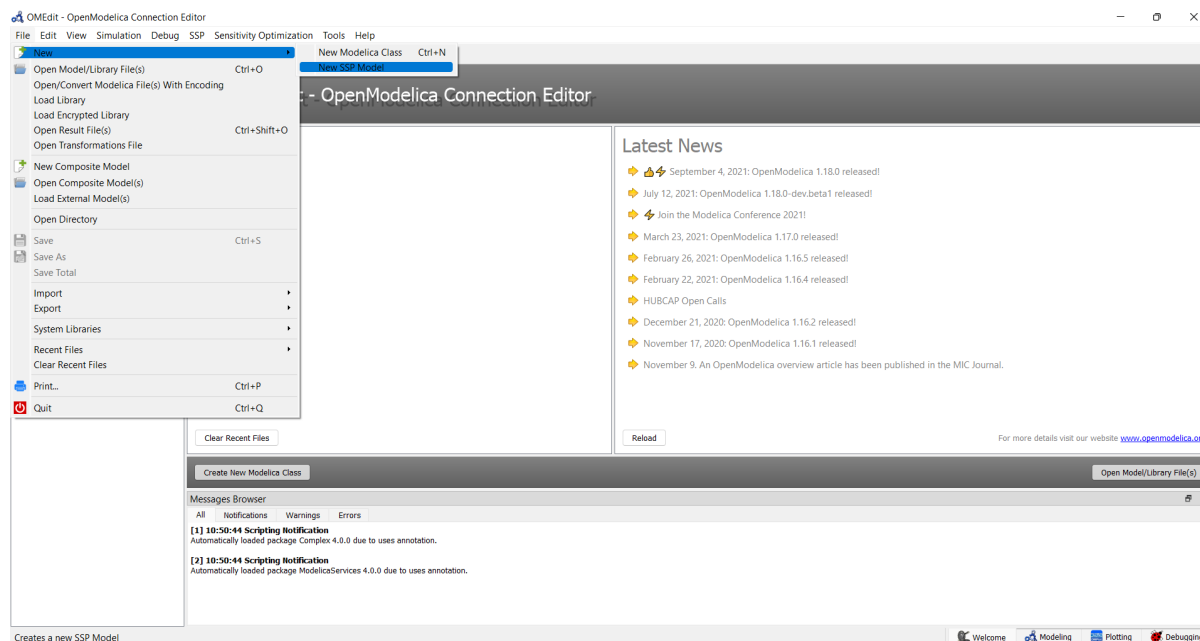 OMEdit - OpenModelica Connection Editor
File Edit View Simulation Debug SSP Sensitivity Optimization Tools Help
New
New Modelica Class Ctrl+N
New SSP Model
Open Model/Library File(s) Ctrl+O
Open/Convert Modelica File(s) With Encoding
Load Library
Load Encrypted Library
Open Result File(s) Ctrl+Shift+O
Open Transformations File
New Composite Model
Open Composite Model(s)
Load External Model(s)
Open Directory
Save Ctrl+S
Save As
Save Total
Import
Export
System Libraries
Recent Files
Clear Recent Files
Print... Ctrl+P
Quit Ctrl+Q
- OpenModelica Connection Editor
Latest News
September 4, 2021: OpenModelica 1.18.0 released!
July 12, 2021: OpenModelica 1.18.0-dev.beta1 released!
Join the Modelica Conference 2021!
March 23, 2021: OpenModelica 1.17.0 released!
February 26, 2021: OpenModelica 1.16.5 released!
February 22, 2021: OpenModelica 1.16.4 released!
HUBCAP Open Calls
December 21, 2020: OpenModelica 1.16.2 released!
November 17, 2020: OpenModelica 1.16.1 released!
November 9. An OpenModelica overview article has been published in the MIC Journal.
Clear Recent Files
Reload
For more details visit our website www.openmodelica.or
Create New Modelica Class
Open Model/Library File(s)
Messages Browser
All Notifications Warnings Errors
[1] 10:50:44 Scripting Notification
Automatically loaded package Complex 4.0.0 due to uses annotation.
[2] 10:50:44 Scripting Notification
Automatically loaded package ModelicaServices 4.0.0 due to uses annotation.
Creates a new SSP Model
Welcome Modeling Plotting Debugging